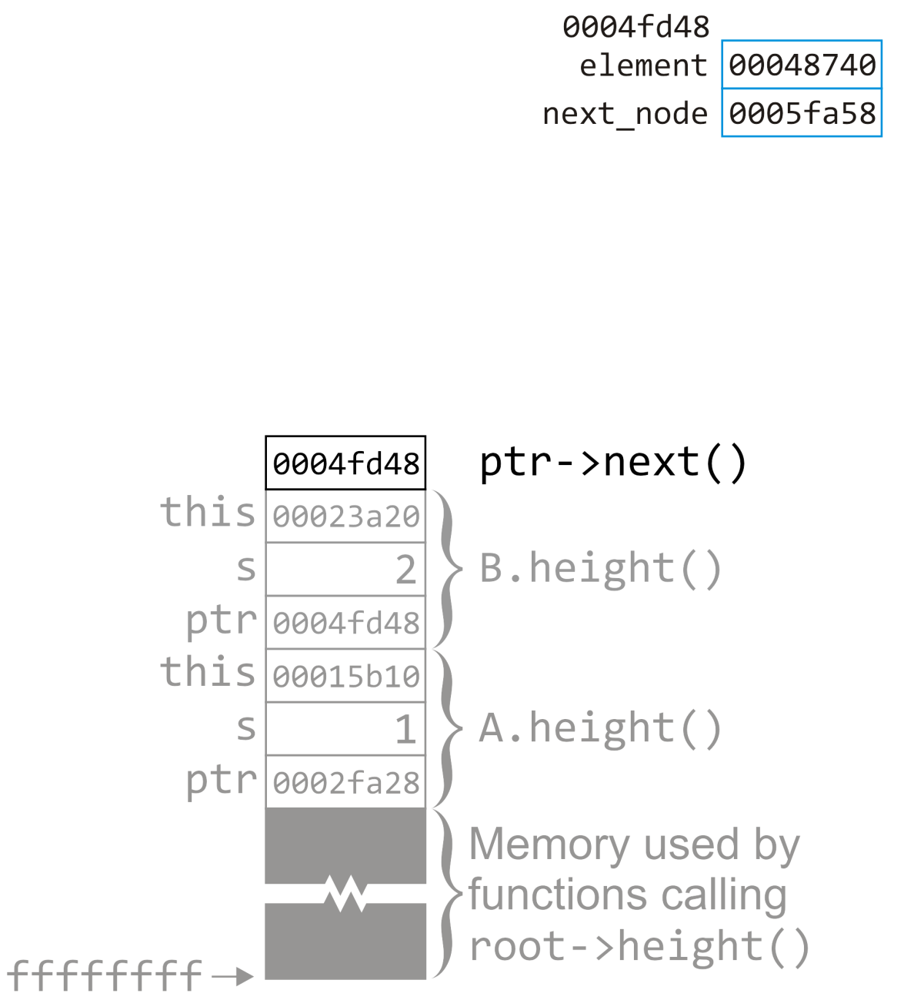 0004fd48
element 00048740
next_node 0005fa58
0004fd48 ptr->next()
this 00023a20
s 2 B.height()
ptr 0004fd48
this 00015b10
s 1 A.height()
ptr 0002fa28
Memory used by
functions calling
root->height()
ffffffff